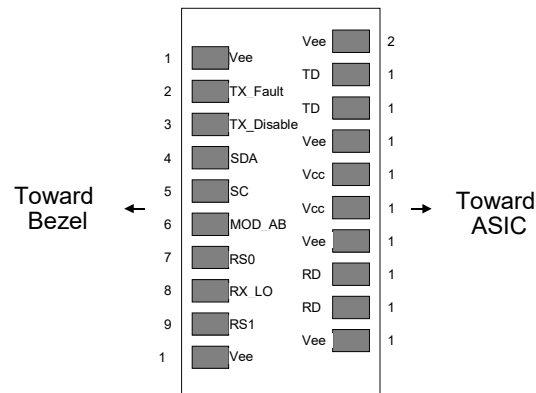 Toward
Bezel
1 Vee
2 TX_Fault
3 TX_Disable
4 SDA
5 SC
6 MOD_AB
7 RS0
8 RX_LO
9 RS1
1 Vee
Vee 2
TD 1
TD 1
Vee 1
Vcc 1
Vcc 1
Vee 1
RD 1
RD 1
Vee 1
Toward
ASIC